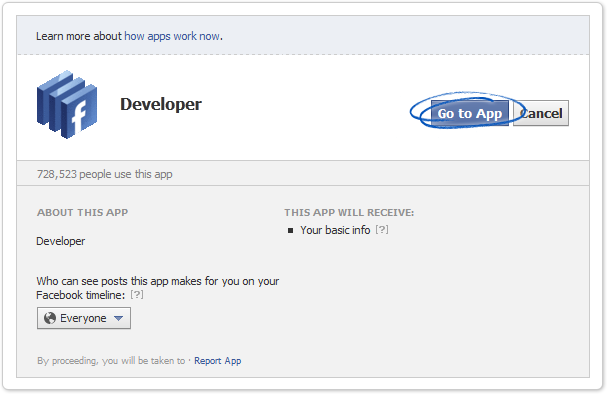 Learn more about how apps work now.
f
Developer
Go to App
Cancel
728,523 people use this app
ABOUT THIS APP
Developer
Who can see posts this app makes for you on your
Facebook timeline: [?]
Everyone
THIS APP WILL RECEIVE:
Your basic info [?]
By proceeding, you will be taken to · Report App